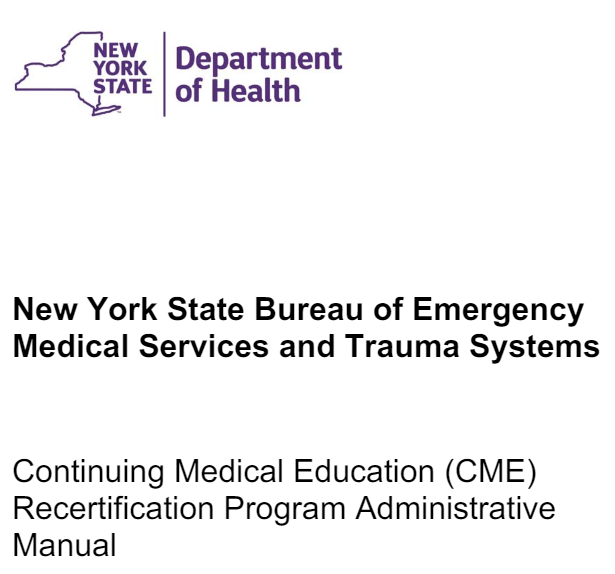 NEW
YORK
STATE
Department
of Health
New York State Bureau of Emergency
Medical Services and Trauma Systems
Continuing Medical Education (CME)
Recertification Program Administrative
Manual